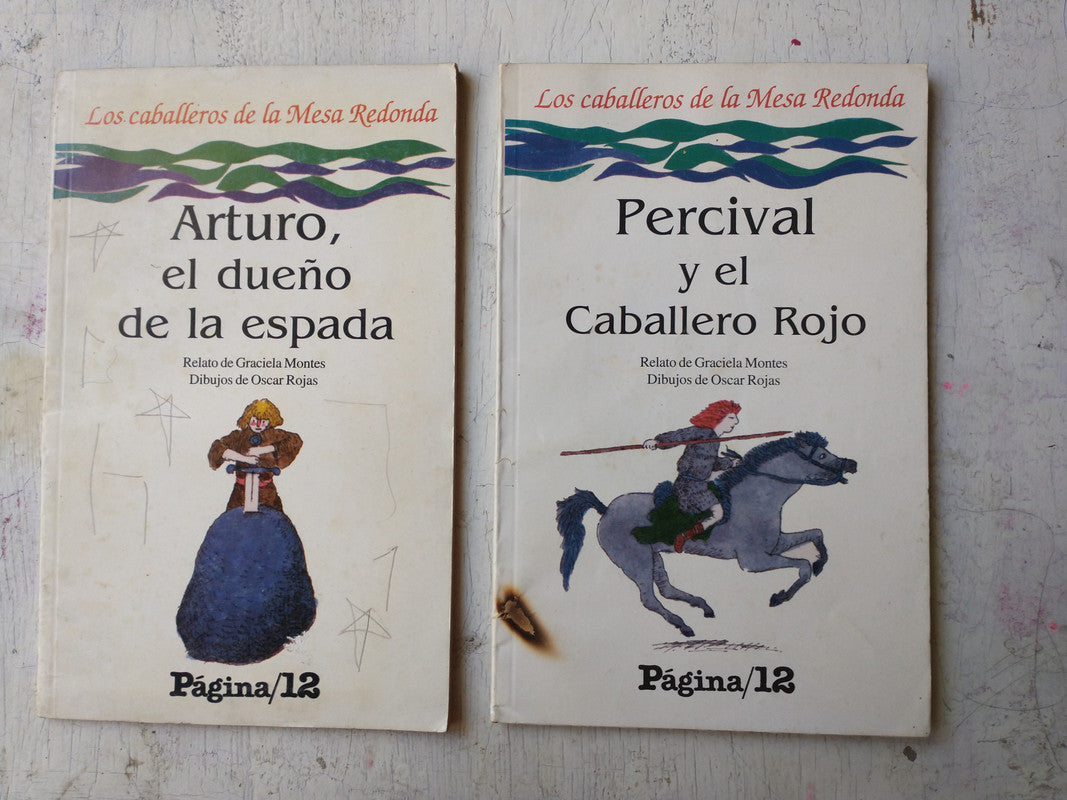 Los caballeros de la Mesa Redonda
Arturo,
el dueño
de la espada
Relato de Graciela Montes
Dibujos de Oscar Rojas
Página/12
Los caballeros de la Mesa Redonda
Percival
y el
Caballero Rojo
Relato de Graciela Montes
Dibujos de Oscar Rojas
Página/12